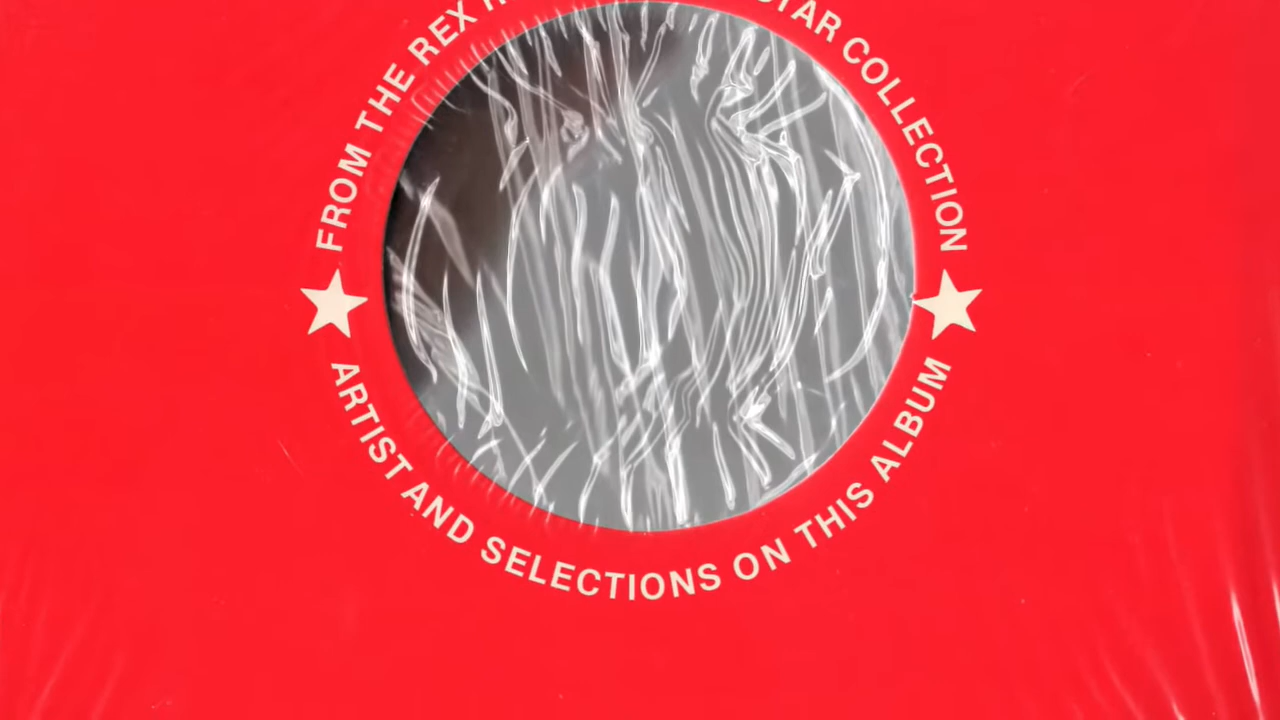 FROM THE REX STAR COLLECTION
ARTIST AND SELECTIONS ON THIS ALBUM